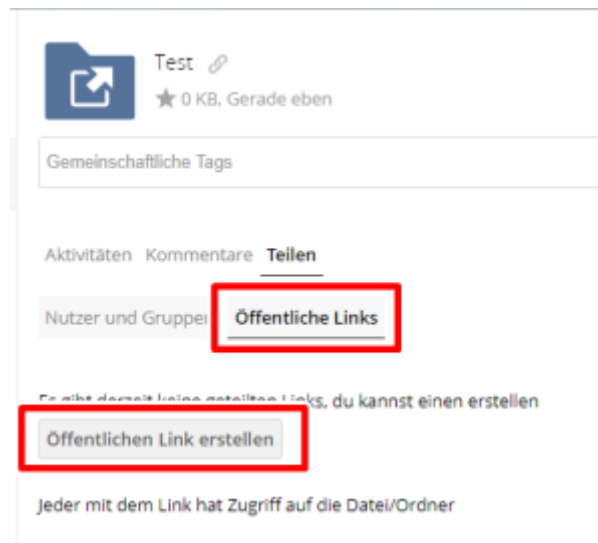 Test
0 KB, Gerade eben
Gemeinschaftliche Tags
Aktivitäten Kommentare Teilen
Nutzer und Gruppen Öffentliche Links
Es gibt derzeit keine geteilten Links, du kannst einen erstellen
Öffentlichen Link erstellen
Jeder mit dem Link hat Zugriff auf die Datei/Ordner